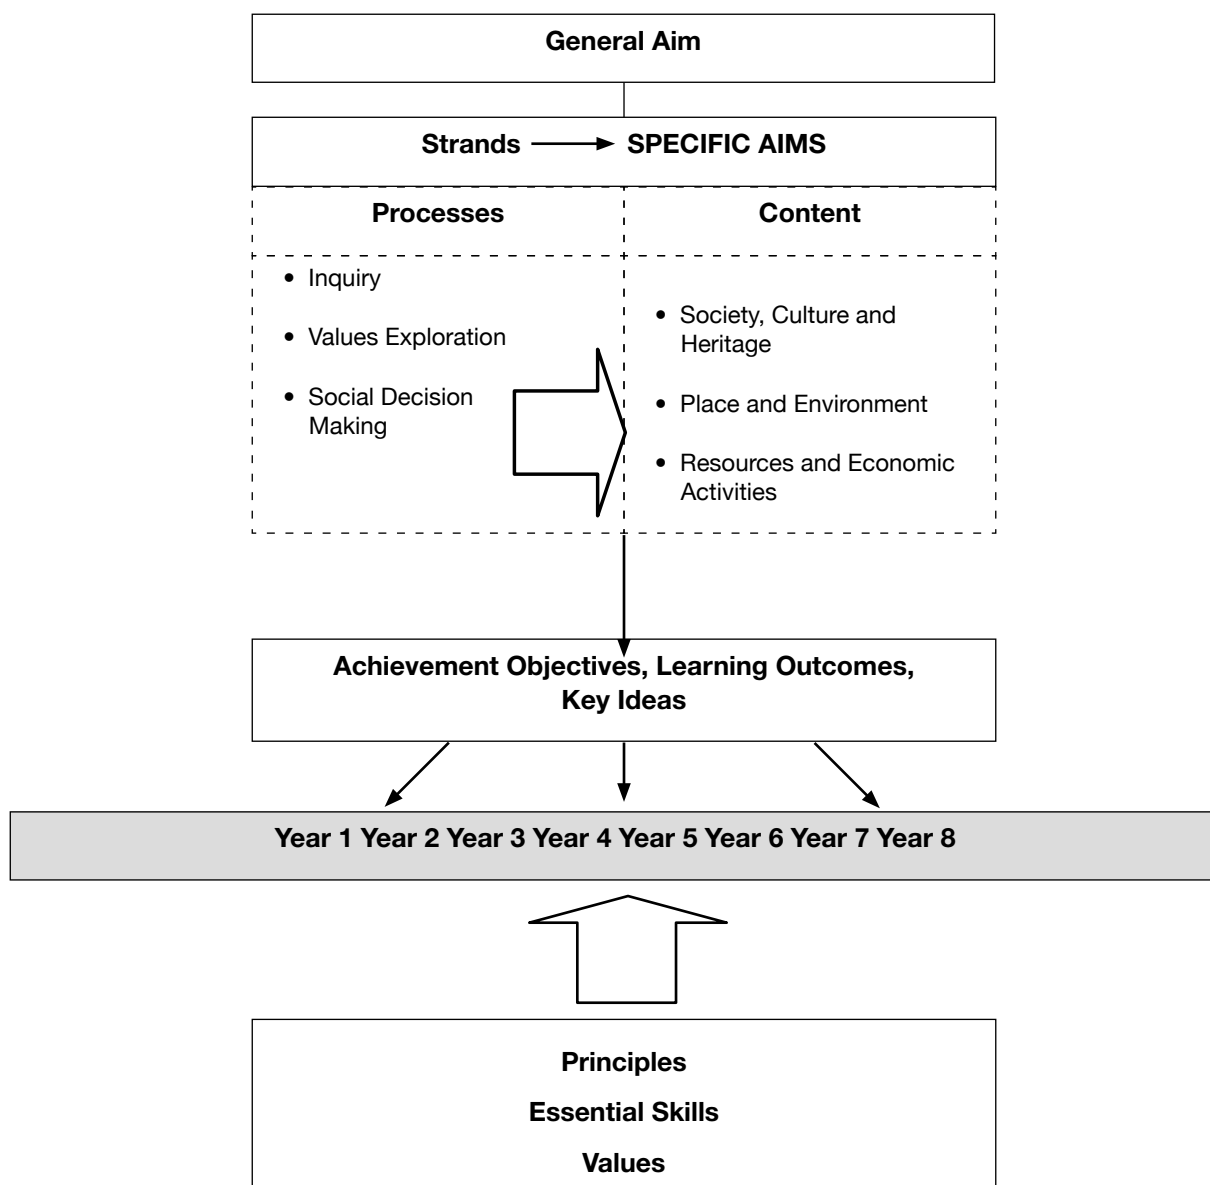 General Aim
Strands SPECIFIC AIMS
Processes
Content
• Inquiry
• Values Exploration
• Social Decision
Making
• Society, Culture and
Heritage
• Place and Environment
• Resources and Economic
Activities
Achievement Objectives, Learning Outcomes,
Key Ideas
Year 1 Year 2 Year 3 Year 4 Year 5 Year 6 Year 7 Year 8
Principles
Essential Skills
Values